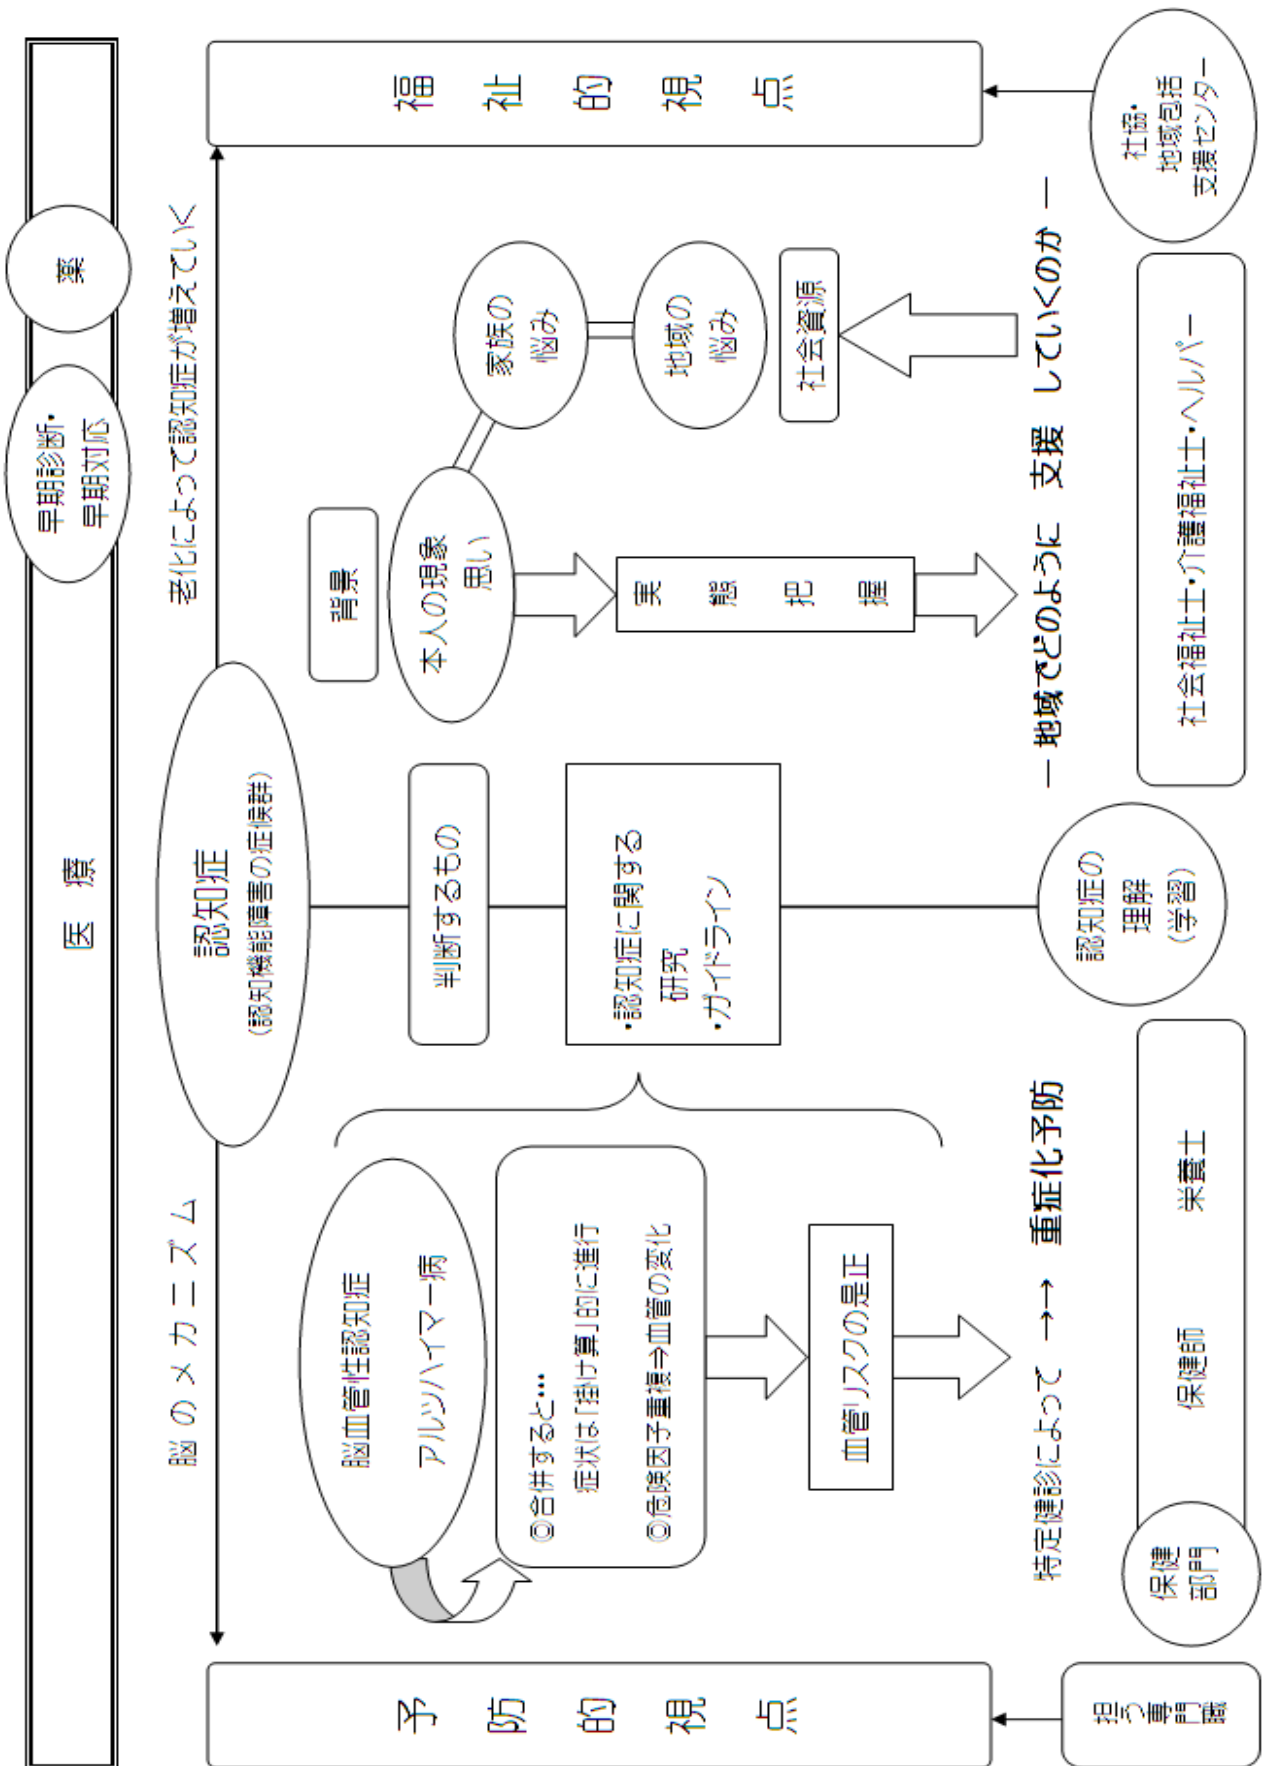 医療
早期診断・
早期対応
薬
脳のメカニズム
老化によって認知症が増えていく
認知症
(認知機能障害の症候群)
予防的視点
脳血管性認知症
アルツハイマー病
◎合併すると…
症状は「掛け算」的に進行
◎危険因子重複⇒血管の変化
血管リスクの是正
特定健診によって →→ 重症化予防
判断するもの
・認知症に関する
研究
・ガイドライン
認知症の
理解
(学習)
背景
本人の現象
思い
家族の
悩み
地域の
悩み
社会資源
実態把握
―地域でどのように 支援 していくのか―
福祉的視点
担う専門職
保健
部門
保健師 栄養士
社会福祉士・介護福祉士・ヘルパー
社協・
地域包括
支援センター